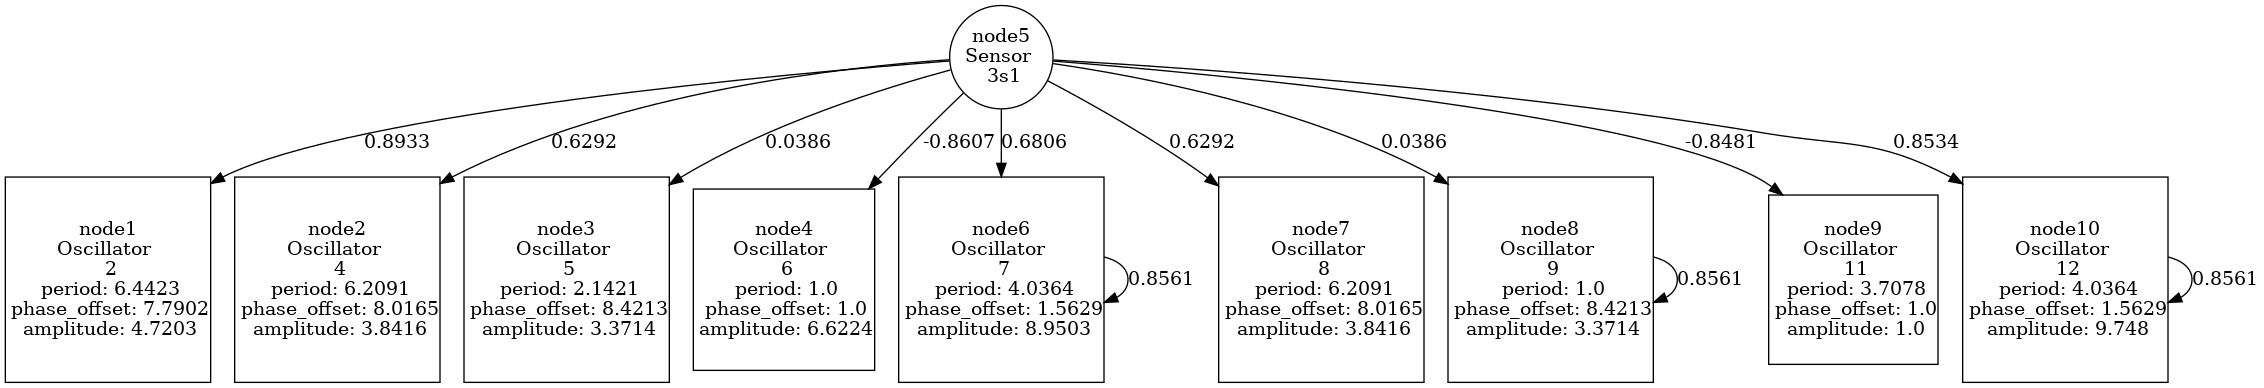 node5
Sensor
3s1
0.8933
0.6292
0.0386
-0.8607
0.6806
0.6292
0.0386
-0.8481
0.8534
node1
Oscillator
2
period: 6.4423
phase_offset: 7.7902
amplitude: 4.7203
node2
Oscillator
4
period: 6.2091
phase_offset: 8.0165
amplitude: 3.8416
node3
Oscillator
5
period: 2.1421
phase_offset: 8.4213
amplitude: 3.3714
node4
Oscillator
6
period: 1.0
phase_offset: 1.0
amplitude: 6.6224
node6
Oscillator
7
period: 4.0364
phase_offset: 1.5629
amplitude: 8.9503
0.8561
node7
Oscillator
8
period: 6.2091
phase_offset: 8.0165
amplitude: 3.8416
node8
Oscillator
9
period: 1.0
phase_offset: 8.4213
amplitude: 3.3714
0.8561
node9
Oscillator
11
period: 3.7078
phase_offset: 1.0
amplitude: 1.0
node10
Oscillator
12
period: 4.0364
phase_offset: 1.5629
amplitude: 9.748
0.8561